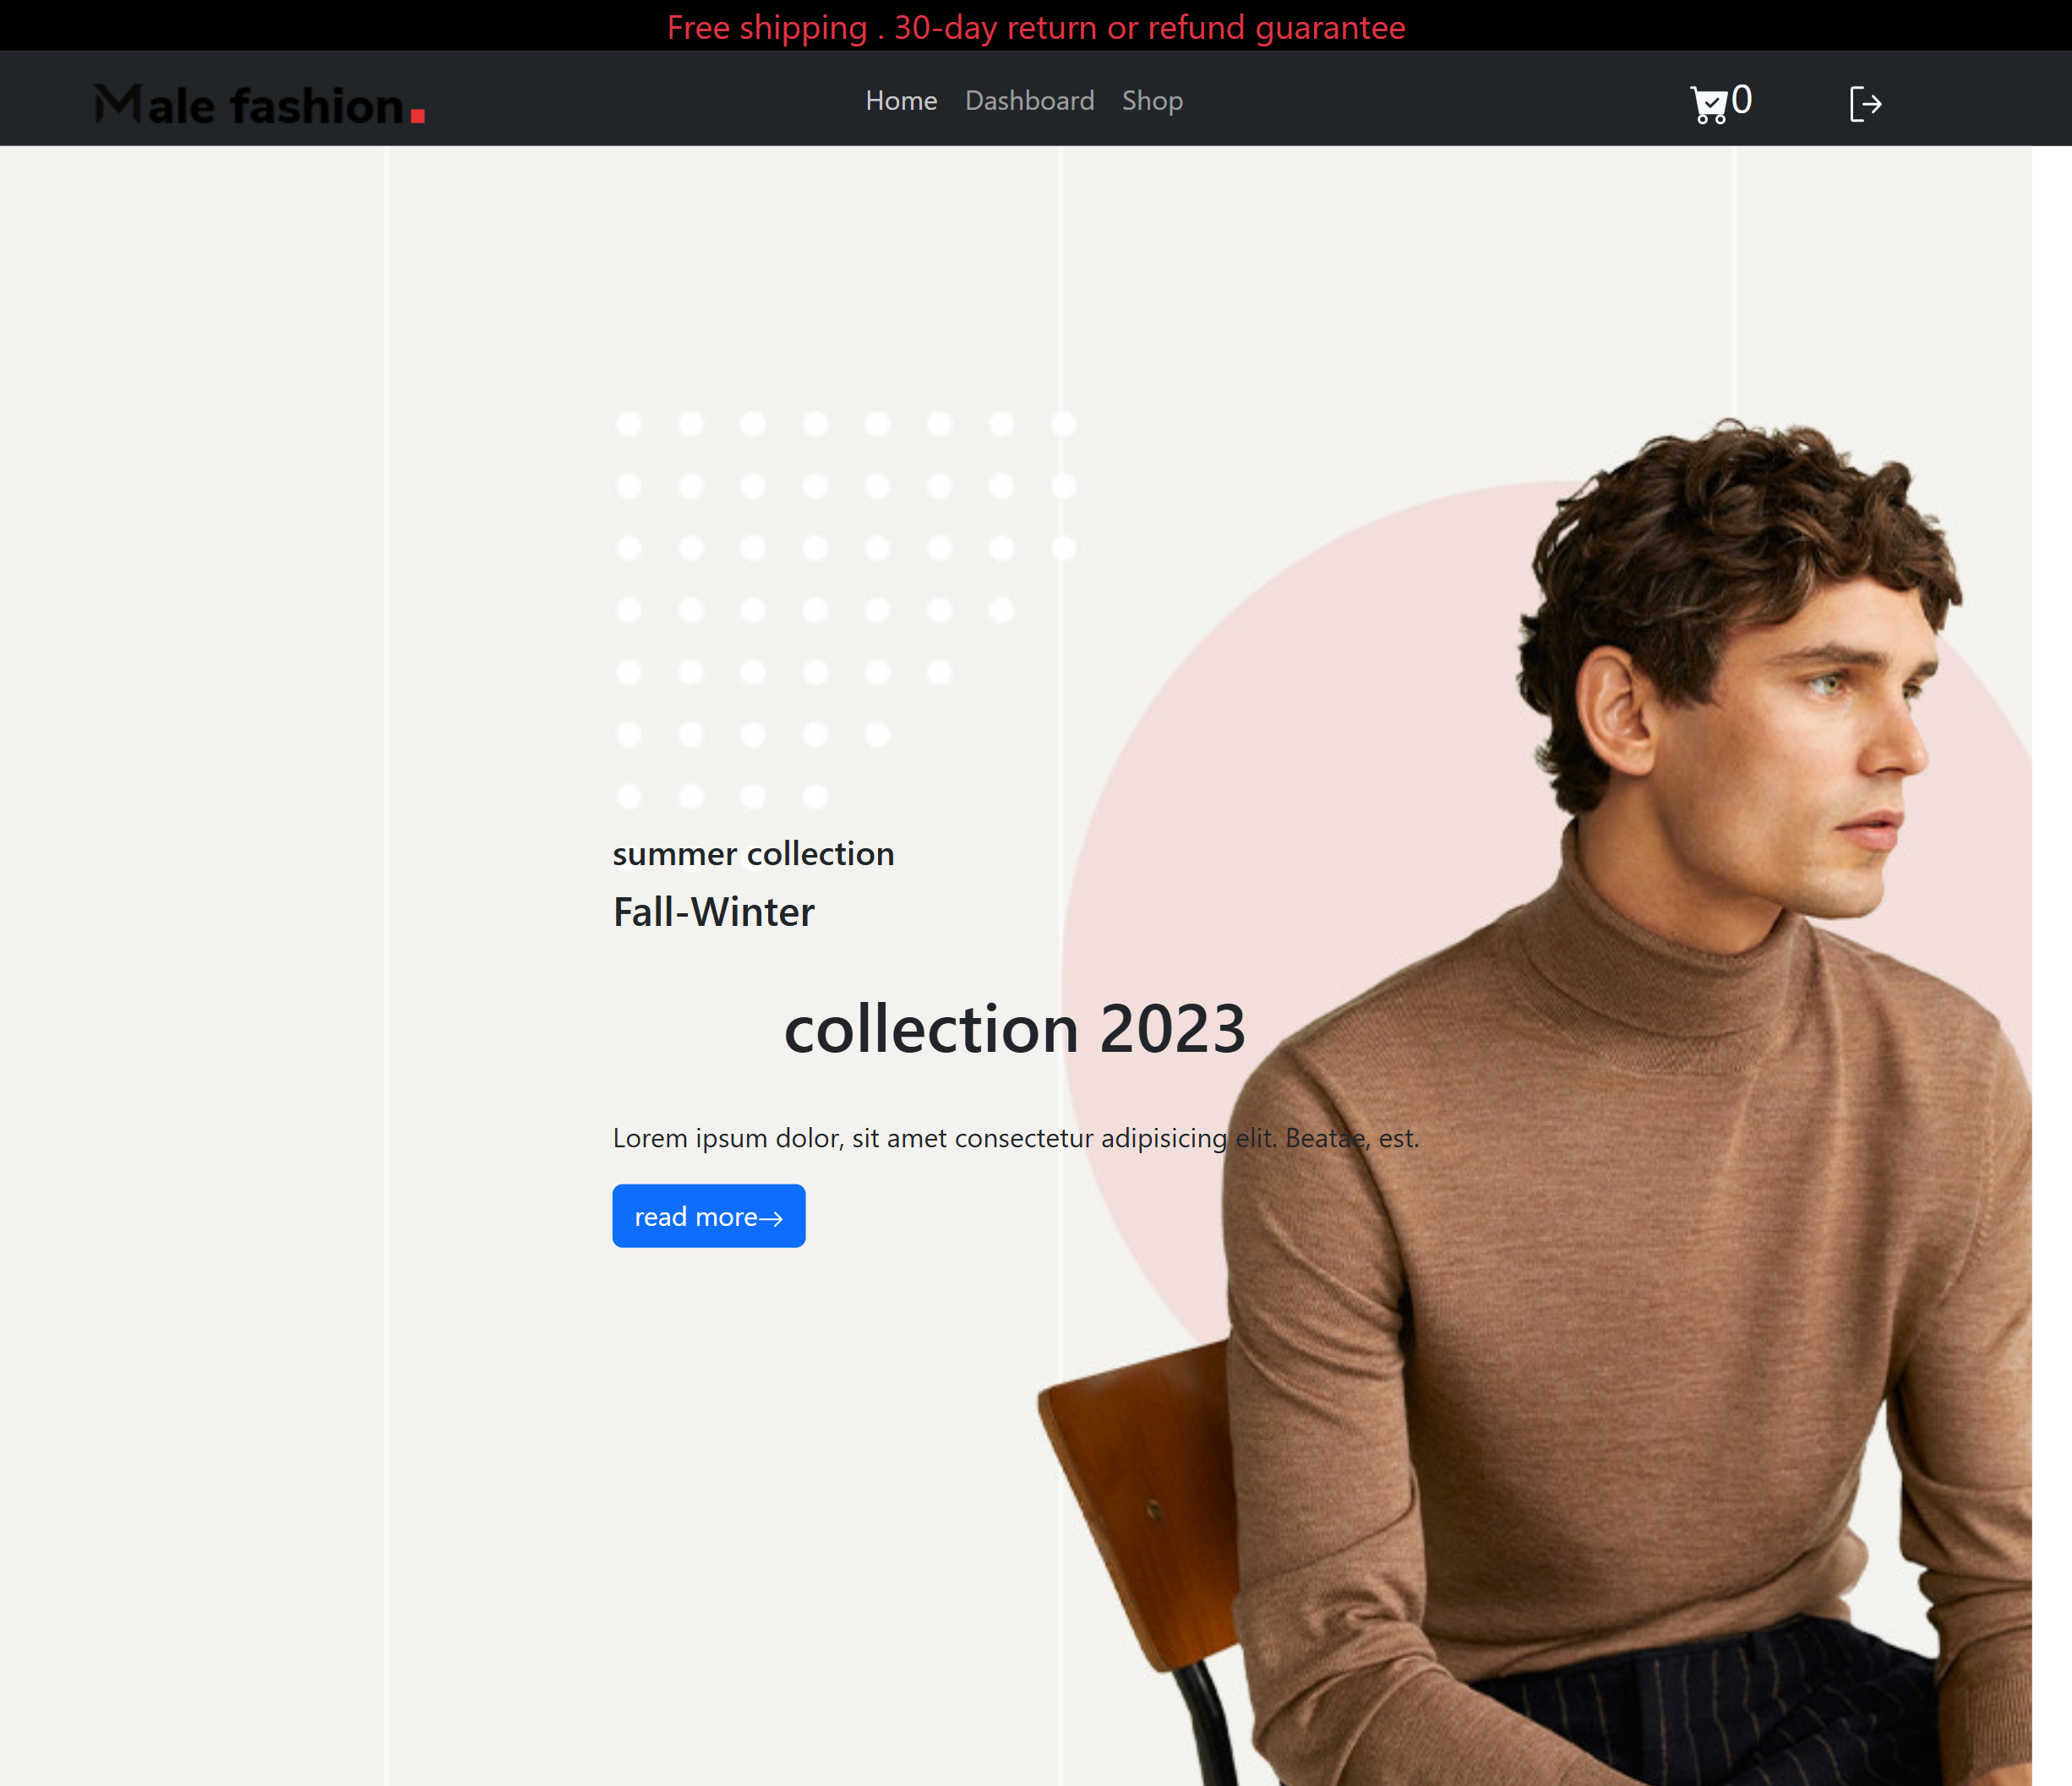 Free shipping . 30-day return or refund guarantee
Male fashion.
Home Dashboard Shop
0
summer collection
Fall-Winter
collection 2023
Lorem ipsum dolor, sit amet consectetur adipisicing elit. Beatae, est.
read more→